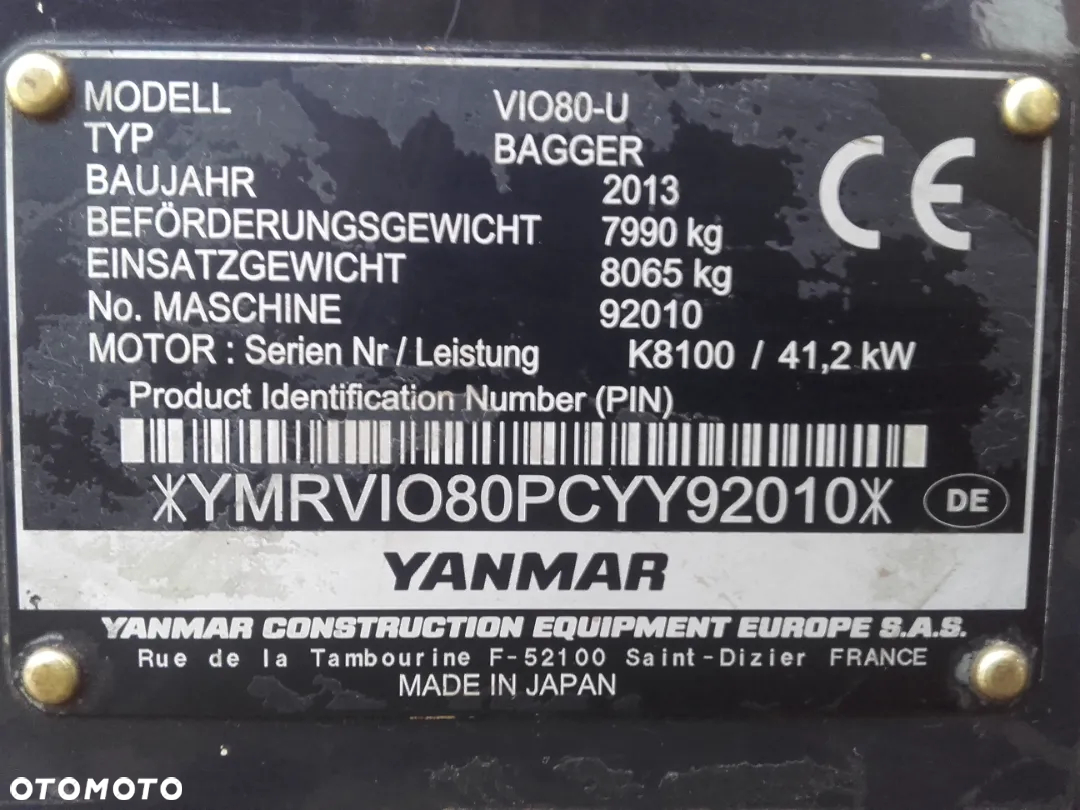 MODELL VIO80-U
TYP BAGGER
BAUJAHR 2013
BEFÖRDERUNGSGEWICHT 7990 kg
EINSATZGEWICHT 8065 kg
No. MASCHINE 92010
MOTOR : Serien Nr / Leistung K8100 / 41,2 kW
CE
Product Identification Number (PIN)
YMRVIO80PCYY92010
DE
YANMAR
YANMAR CONSTRUCTION EQUIPMENT EUROPE S.A.S.
Rue de la Tambourine F-52100 Saint-Dizier FRANCE
MADE IN JAPAN
OTOMOTO